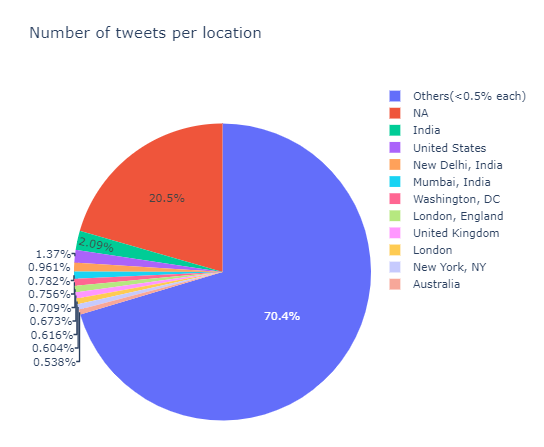 Number of tweets per location
Others(<0.5% each)
NA
India
United States
New Delhi, India
Mumbai, India
Washington, DC
London, England
United Kingdom
London
New York, NY
Australia
20.5%
2.09%
1.37%
0.961%
0.782%
0.756%
0.709%
0.673%
0.616%
0.604%
0.538%
70.4%